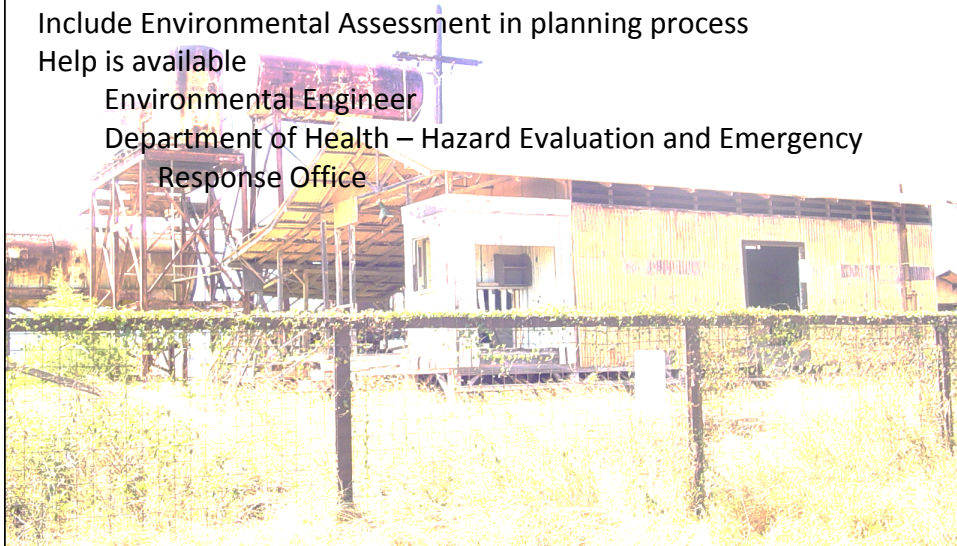 Include Environmental Assessment in planning process
Help is available
Environmental Engineer
Department of Health – Hazard Evaluation and Emergency
Response Office